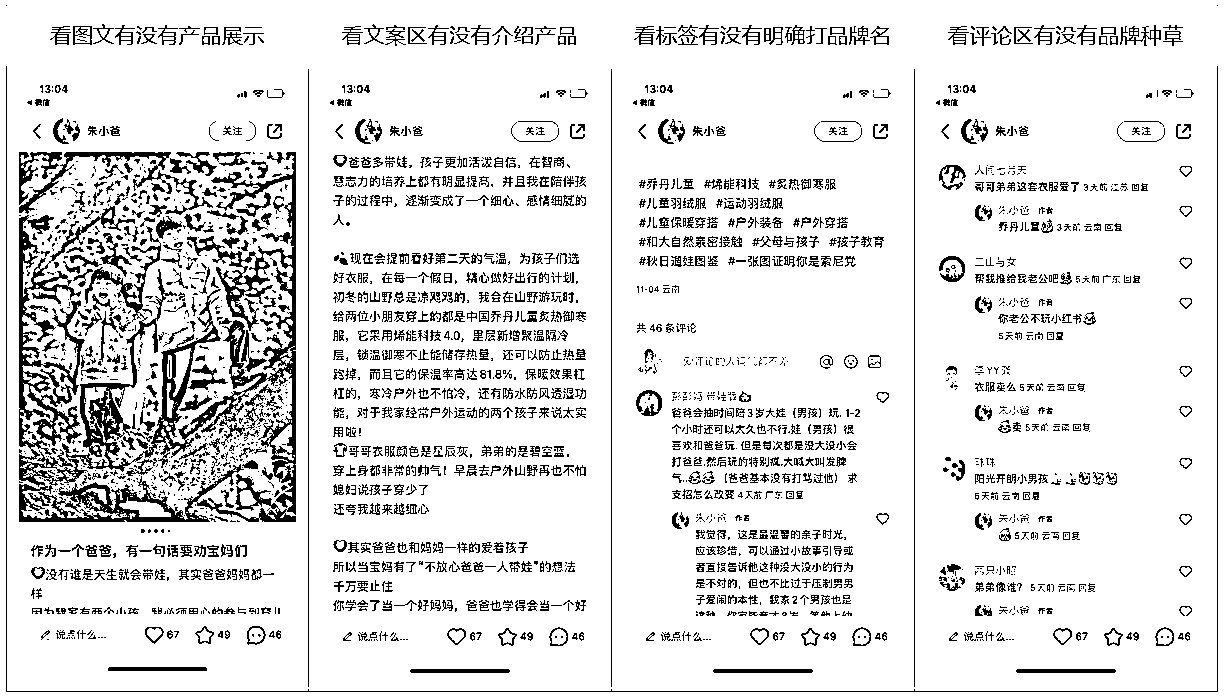 看图文有没有产品展示
看文案区有没有介绍产品
看标签有没有明确打品牌名
看评论区有没有品牌种草
13:04
微信
朱小爸
关注
作为一个爸爸，有一句话要劝宝妈们
没有谁是天生就会带娃，其实爸爸妈妈都一
样
因为我家有两个小孩，我必须用心的参与到育儿
说点什么...
67
49
46
13:04
微信
朱小爸
关注
爸爸多带娃，孩子更加活泼自信，在智商、
意志力的培养上都有明显提高、并且我在陪伴孩
子的过程中，逐渐变成了一个细心、感情细腻的
人。
现在会提前看好第二天的气温，为孩子们选
好衣服，在每一个假日，精心做好出行的计划，
初冬的山野总是凉飕飕的，我会在山野游玩时，
给两位小朋友穿上的都是中国乔丹儿童炙热御寒
服，它采用烯能科技4.0，里层新增聚温隔冷
层，锁温御寒不止能储存热量，还可以防止热量
跑掉，而且它的保温率高达81.8%，保暖效果杠
杠的，寒冷户外也不怕冷，还有防水防风透湿功
能，对于我家经常户外运动的两个孩子来说太实
用啦！
哥哥衣服颜色是星辰灰，弟弟的是碧空蓝，
穿上身都非常的帅气！早晨去户外山野再也不怕
媳妇说孩子穿少了
还夸我越来越细心
其实爸爸也和妈妈一样的爱着孩子
所以当宝妈有了“不放心爸爸一人带娃”的想法
千万要止住
你学会了当一个好妈妈，爸爸也学得会当一个好
说点什么...
67
49
46
13:04
微信
朱小爸
关注
#乔丹儿童 #烯能科技 #炙热御寒服
#儿童羽绒服 #运动羽绒服
#儿童保暖穿搭 #户外装备 #户外穿搭
#和大自然亲密接触 #父母与孩子 #孩子教育
#秋日遛娃图鉴 #一张图证明你是索尼党
11-04 云南
共 46 条评论
爸爸会抽时间陪3岁大娃（男孩）玩. 1-2
个小时还可以太久也不行.娃（男孩）很
喜欢和爸爸玩. 但是每次都是没大没小会
打爸爸.然后玩的特别疯.大喊大叫发脾
气..（爸爸基本没有打骂过他） 求
支招怎么改变 4天前 广东 回复
朱小爸 作者
我觉得，这是最温馨的亲子时光，
应该珍惜，可以通过小故事引导或
者直接告诉他这种没大没小的行为
是不对的，但也不比过于压制男男
子爱闹的本性，我家2个男孩也是
说点什么...
67
49
46
13:04
微信
朱小爸
关注
人间七月天
哥哥弟弟这套衣服爱了 3天前 江苏 回复
朱小爸 作者
乔丹儿童 3天前 云南 回复
二山与女
帮我推给我老公吧 5天前 广东 回复
朱小爸 作者
你老公不玩小红书
5天前 云南 回复
衣服卖么 5天前 云南 回复
朱小爸 作者
卖 5天前 云南 回复
珠珠
阳光开朗小男孩
6天前 云南 回复
朱小爸 作者
5天前 云南 回复
弟弟像谁？ 5天前 云南 回复
朱小爸 作者
说点什么...
67
49
46